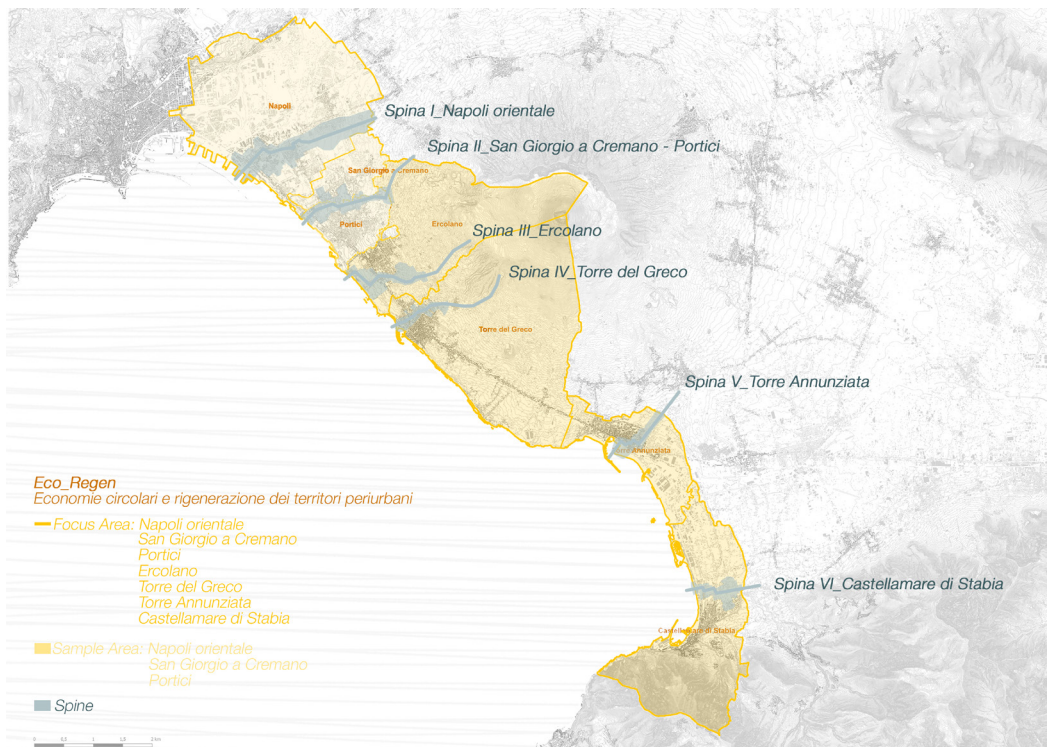 Napoli
Spina I_Napoli orientale
Spina II_San Giorgio a Cremano - Portici
San Giorgio a Cremano
Portici
Ercolano
Spina III_Ercolano
Spina IV_Torre del Greco
Torre del Greco
Spina V_Torre Annunziata
Torre Annunziata
Eco_Regen
Economie circolari e rigenerazione dei territori periurbani
Focus Area: Napoli orientale
San Giorgio a Cremano
Portici
Ercolano
Torre del Greco
Torre Annunziata
Castellamare di Stabia
Spina VI_Castellamare di Stabia
Castellamare di Stabia
Sample Area: Napoli orientale
San Giorgio a Cremano
Portici
Spine